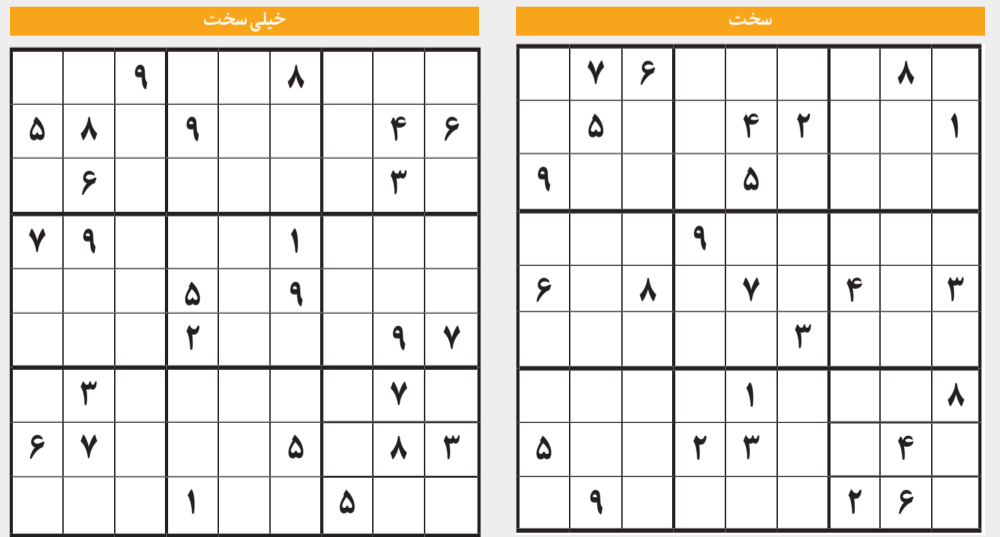 سخت
۷ ۶ ۸
۵ ۴ ۲ ۱
۹ ۵
۹
۶ ۸ ۷ ۴ ۳
۳
۱ ۸
۵ ۲ ۳ ۴
۹ ۲ ۶
خیلی سخت
۹ ۸
۵ ۸ ۹ ۴ ۶
۶ ۳
۷ ۹ ۱
۵ ۹
۲ ۹ ۷
۳ ۷
۶ ۷ ۵ ۸ ۳
۱ ۵